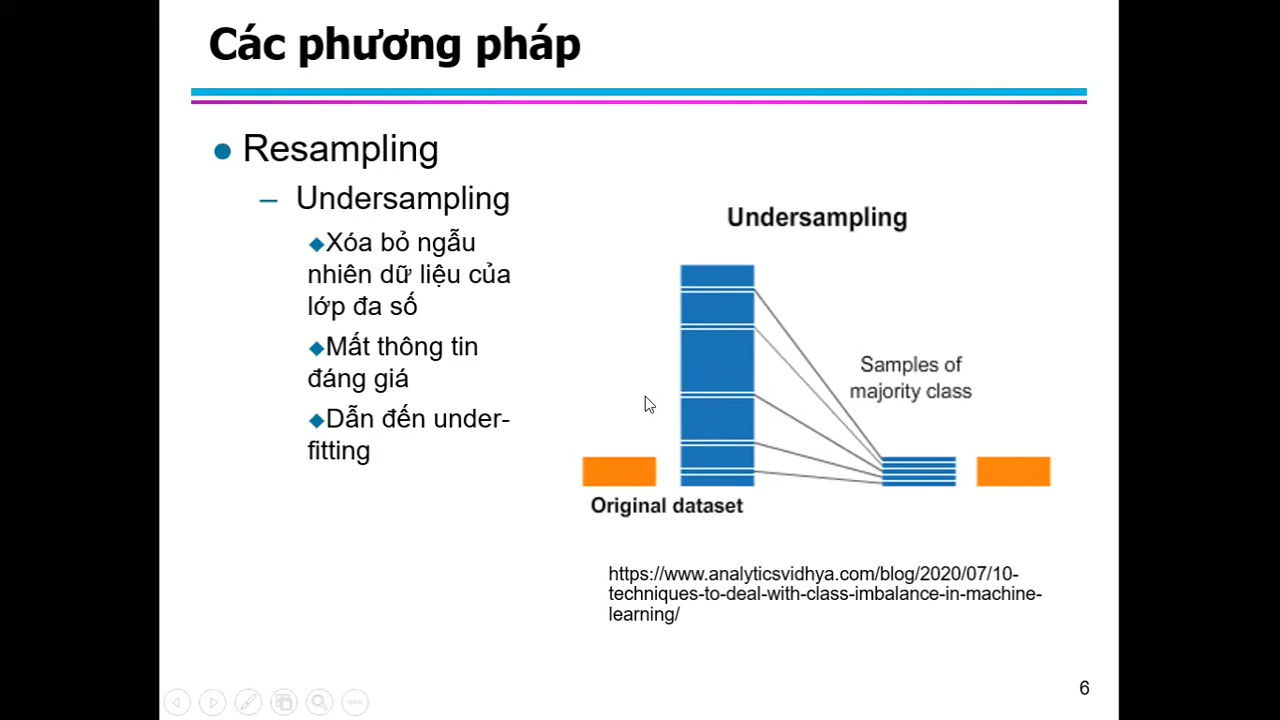 Các phương pháp
Resampling
– Undersampling
Xóa bỏ ngẫu
nhiên dữ liệu của
lớp đa số
Mất thông tin
đáng giá
Dẫn đến under-
fitting
Undersampling
Samples of
majority class
Original dataset
https://www.analyticsvidhya.com/blog/2020/07/10-
techniques-to-deal-with-class-imbalance-in-machine-
learning/
6